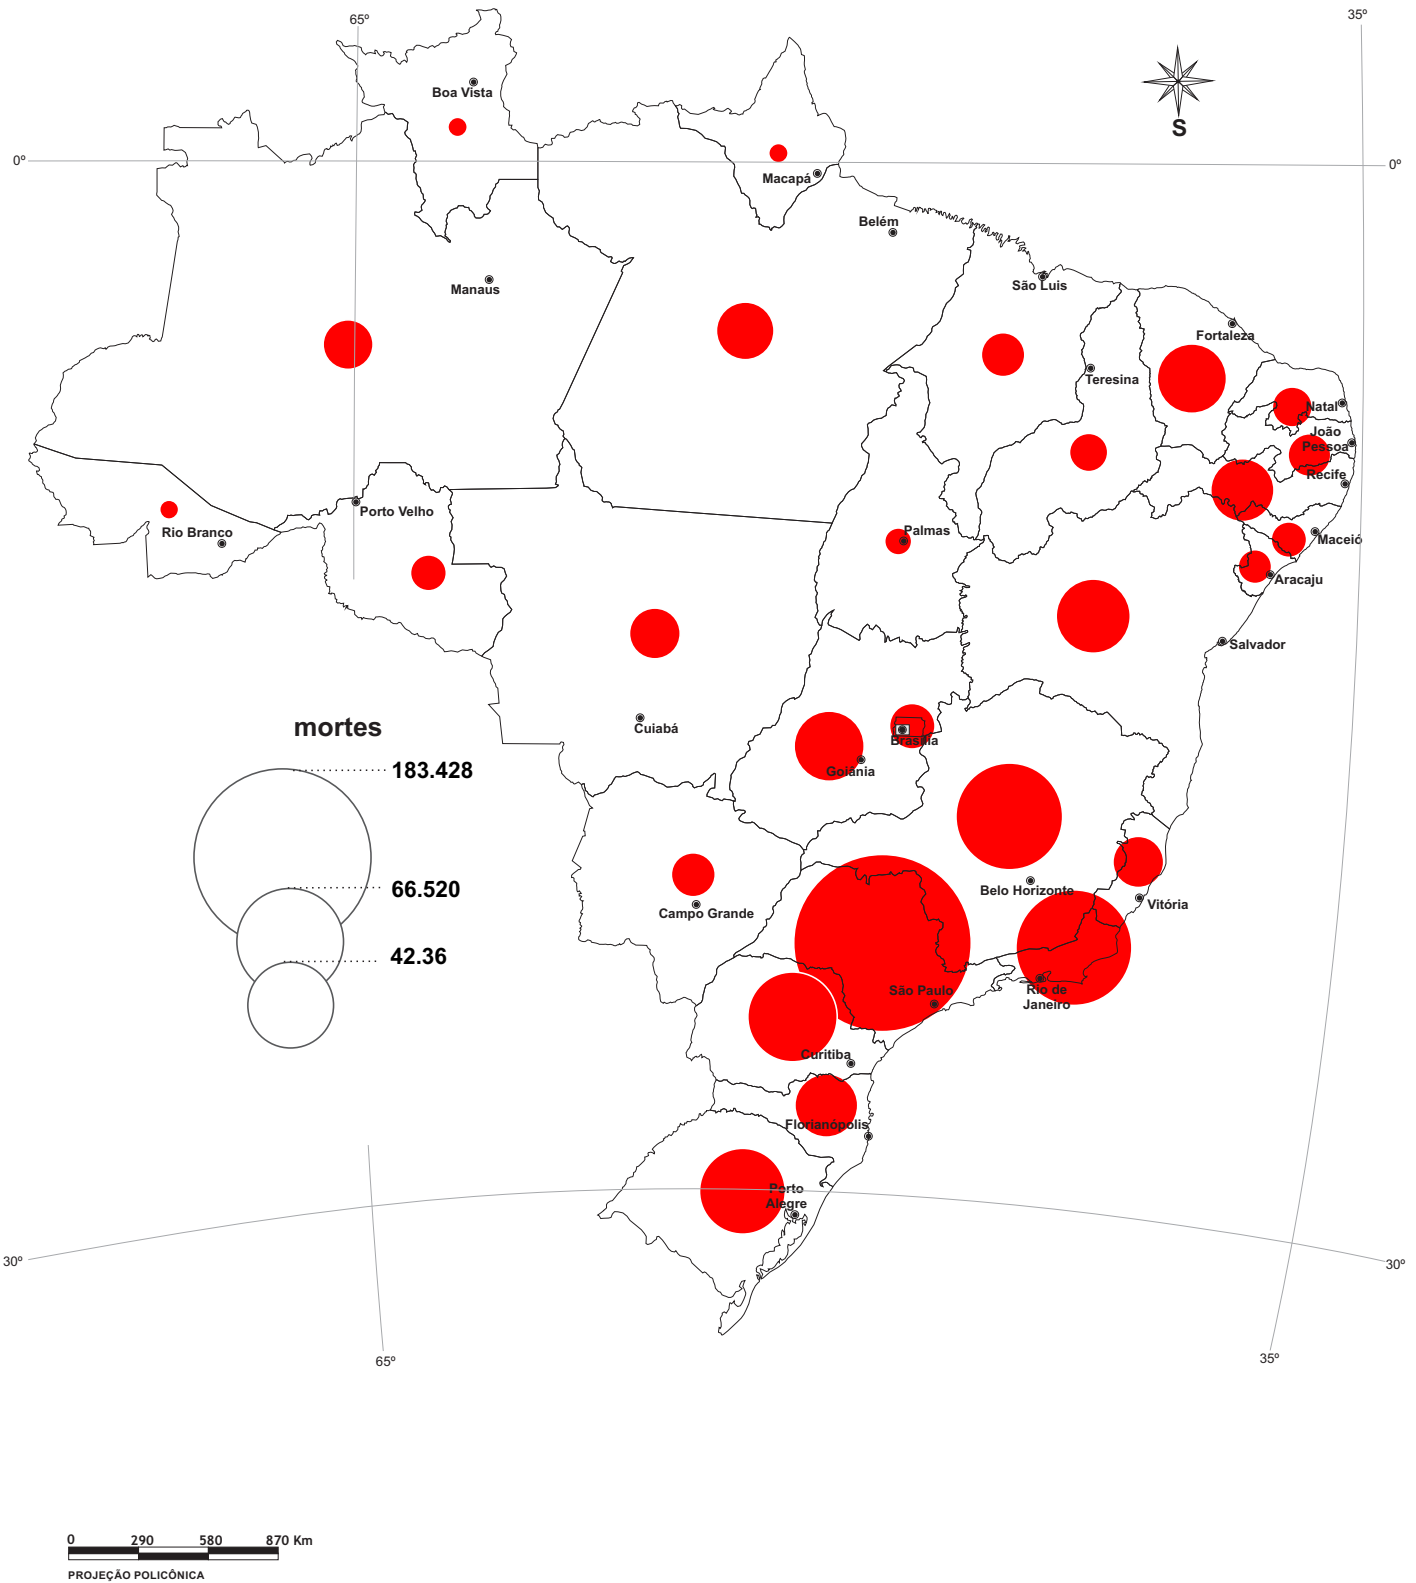 65º
35º
Boa Vista
S
0º
0º
Macapá
Belém
Manaus
São Luis
Fortaleza
Teresina
Natal
João
Pessoa
Recife
Porto Velho
Rio Branco
Palmas
Maceió
Aracaju
Salvador
mortes
Cuiabá
Brasília
183.428
Goiánia
66.520
Belo Horizonte
Campo Grande
Vitória
42.36
São Paulo
Rio de
Janeiro
Curitiba
Florianópolis
Porto
Alegre
30º
30º
65º
35º
0 290 580 870 Km
PROJEÇÃO POLICÔNICA